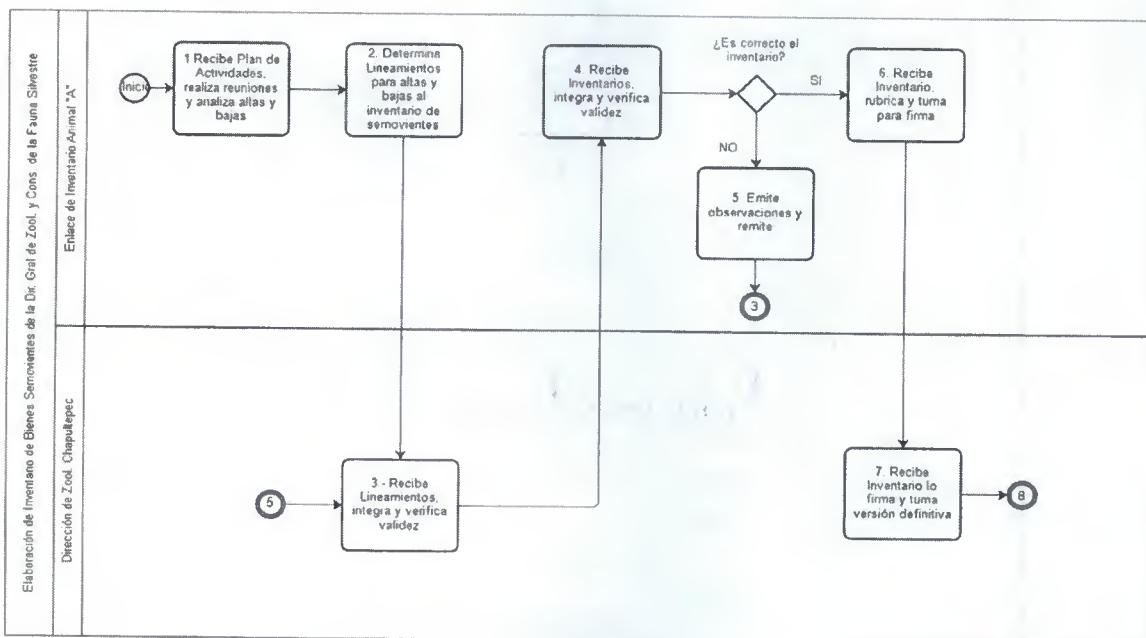 Elaboración de Inventario de Bienes Semovientes de la Dir. Gral de Zool. y Cons. de la Fauna Silvestre
Enlace de Inventario Animal "A"
Inicio
1 Recibe Plan de
Actividades,
realiza reuniones
y analiza altas y
bajas
2. Determina
Lineamientos
para altas y
bajas al
inventario de
semovientes
4. Recibe
Inventarios,
integra y verifica
validez
¿Es correcto el
inventario?
SI
NO
6. Recibe
Inventario,
rubrica y turna
para firma
5 Emite
observaciones y
remite
3
Dirección de Zool. Chapultepec
5
3 - Recibe
Lineamientos,
integra y verifica
validez
7. Recibe
Inventario lo
firma y turna
versión definitiva
8